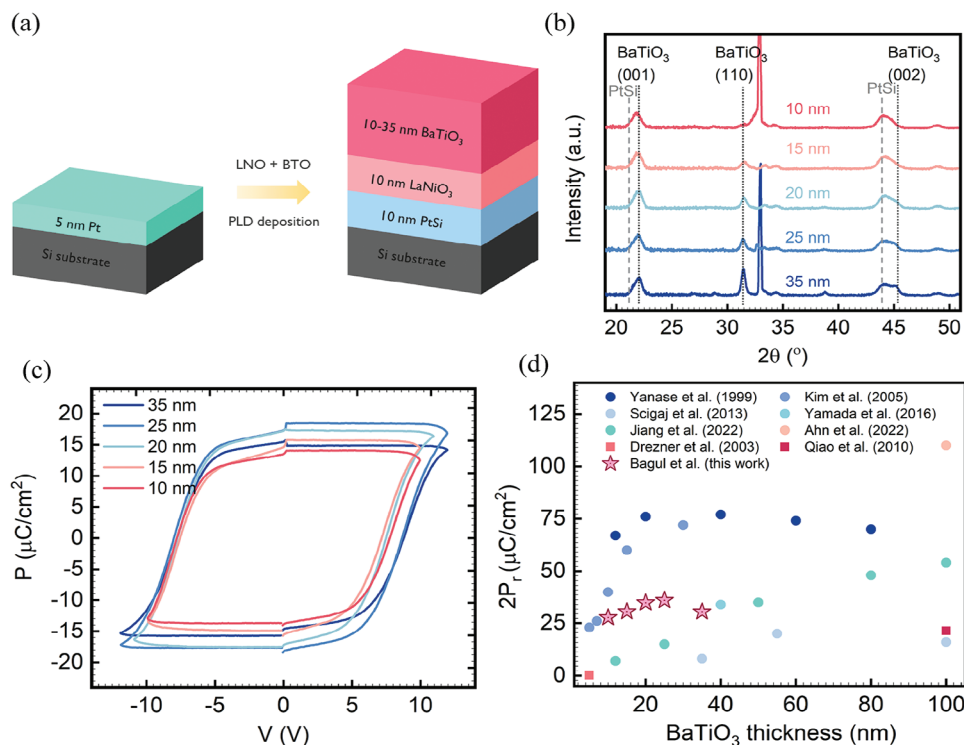 (a)
10-35 nm BaTiO3
LNO + BTO
PLD deposition
10 nm LaNiO3
5 nm Pt
10 nm PtSi
Si substrate
Si substrate
(b)
BaTiO3
(001)
BaTiO3
(110)
BaTiO3
(002)
PtSi
PtSi
10 nm
15 nm
20 nm
25 nm
35 nm
Intensity (a.u.)
20 25 30 35 40 45 50
2θ (º)
(c)
35 nm
25 nm
20 nm
15 nm
10 nm
20
15
10
5
0
-5
-10
-15
-20
P (μC/cm²)
-10 -5 0 5 10
V (V)
(d)
Yanase et al. (1999)
Kim et al. (2005)
Scigaj et al. (2013)
Yamada et al. (2016)
Jiang et al. (2022)
Ahn et al. (2022)
Drezner et al. (2003)
Qiao et al. (2010)
Bagul et al. (this work)
125
100
75
50
25
0
2Pr (μC/cm²)
0 20 40 60 80 100
BaTiO3 thickness (nm)